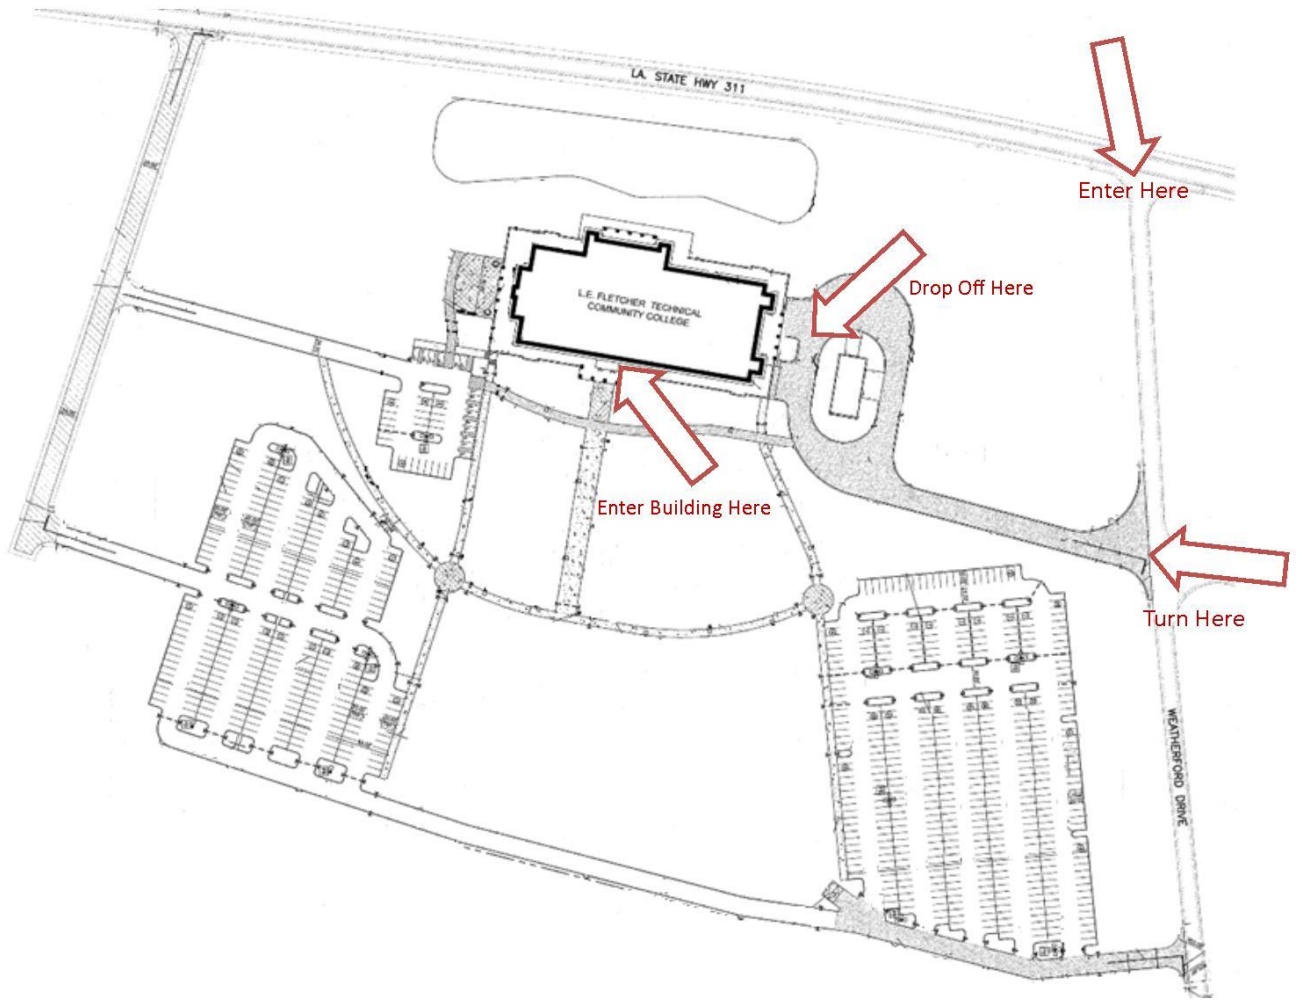 LA. STATE HWY 311
Enter Here
Drop Off Here
L.E. FLETCHER TECHNICAL
COMMUNITY COLLEGE
Enter Building Here
Turn Here
WEATHERFORD DRIVE